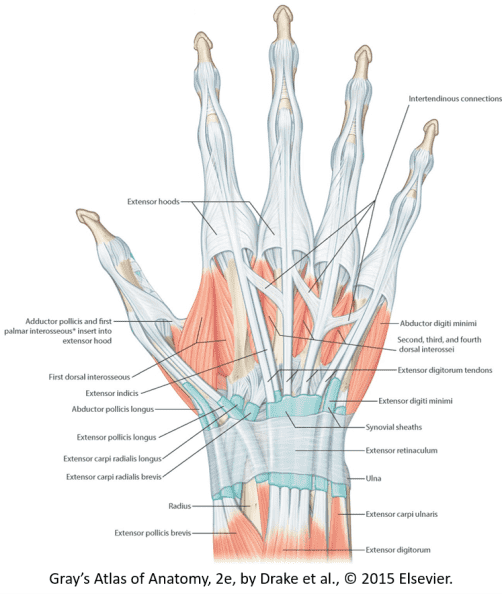 Intertendinous connections
Extensor hoods
Adductor pollicis and first
palmar interosseous* insert into
extensor hood
Abductor digiti minimi
Second, third, and fourth
dorsal interossei
First dorsal interosseous
Extensor digitorum tendons
Extensor indicis
Abductor pollicis longus
Extensor digiti minimi
Synovial sheaths
Extensor pollicis longus
Extensor retinaculum
Extensor carpi radialis longus
Extensor carpi radialis brevis
Ulna
Radius
Extensor carpi ulnaris
Extensor pollicis brevis
Extensor digitorum
Gray’s Atlas of Anatomy, 2e, by Drake et al., © 2015 Elsevier.